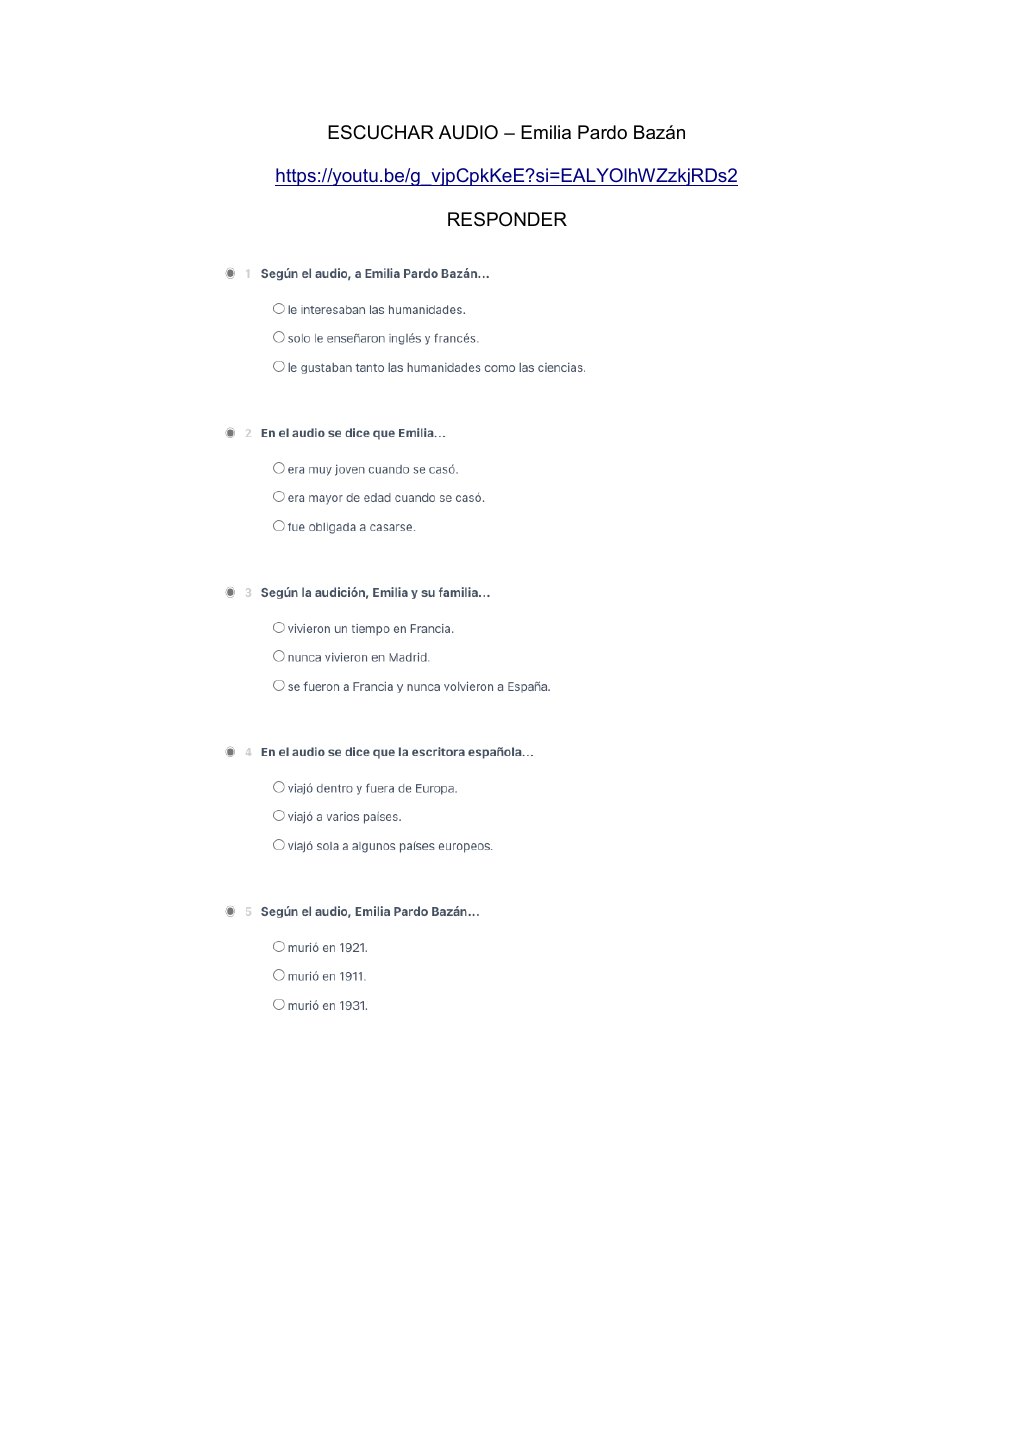 ESCUCHAR AUDIO – Emilia Pardo Bazán
https://youtu.be/g_vjpCpkKeE?si=EALYOlhWZzkjRDs2
RESPONDER
1 Según el audio, a Emilia Pardo Bazán...
le interesaban las humanidades.
solo le enseñaron inglés y francés.
le gustaban tanto las humanidades como las ciencias.
2 En el audio se dice que Emilia...
era muy joven cuando se casó.
era mayor de edad cuando se casó.
fue obligada a casarse.
3 Según la audición, Emilia y su familia...
vivieron un tiempo en Francia.
nunca vivieron en Madrid.
se fueron a Francia y nunca volvieron a España.
4 En el audio se dice que la escritora española...
viajó dentro y fuera de Europa.
viajó a varios países.
viajó sola a algunos países europeos.
5 Según el audio, Emilia Pardo Bazán...
murió en 1921.
murió en 1911.
murió en 1931.